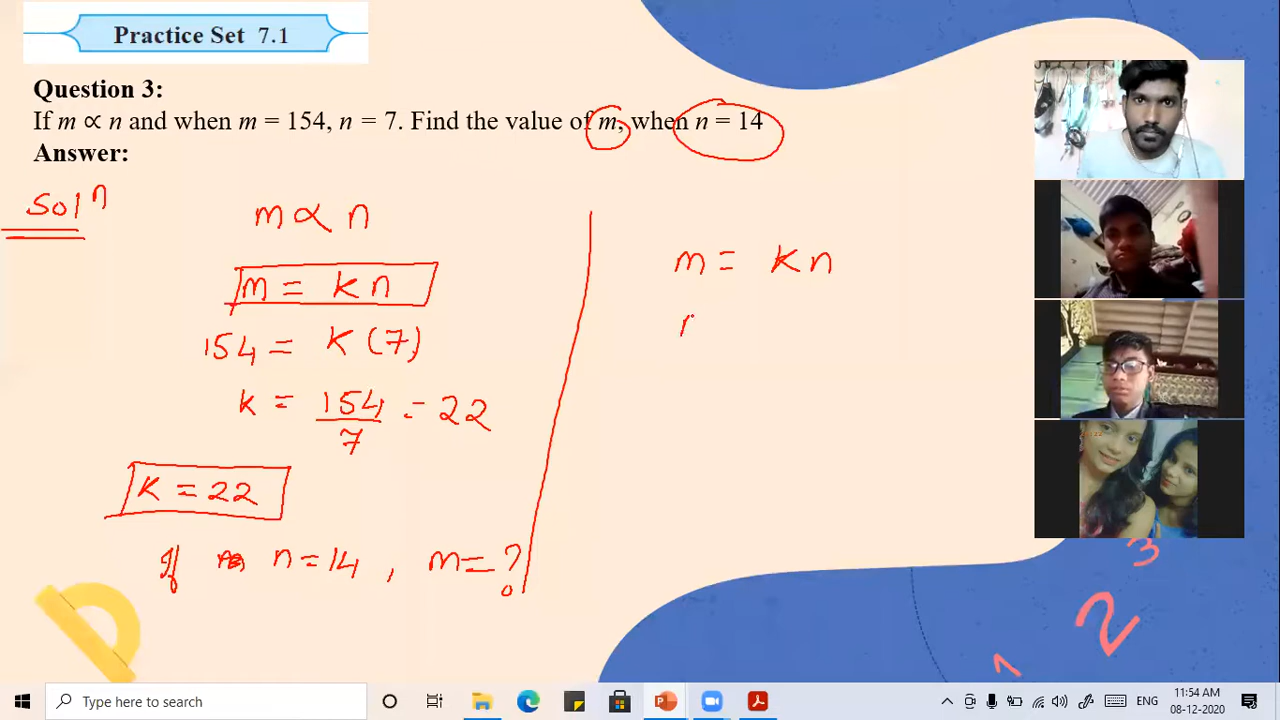 Practice Set 7.1
Question 3:
If m ∝ n and when m = 154, n = 7. Find the value of m, when n = 14
Answer:
Solⁿ
m ∝ n
m = kn
154 = K (7)
k = 154/7 = 22
K = 22
If n = 14 , m = ?
m = kn
3
2
1
Type here to search
ENG
11:54 AM
08-12-2020